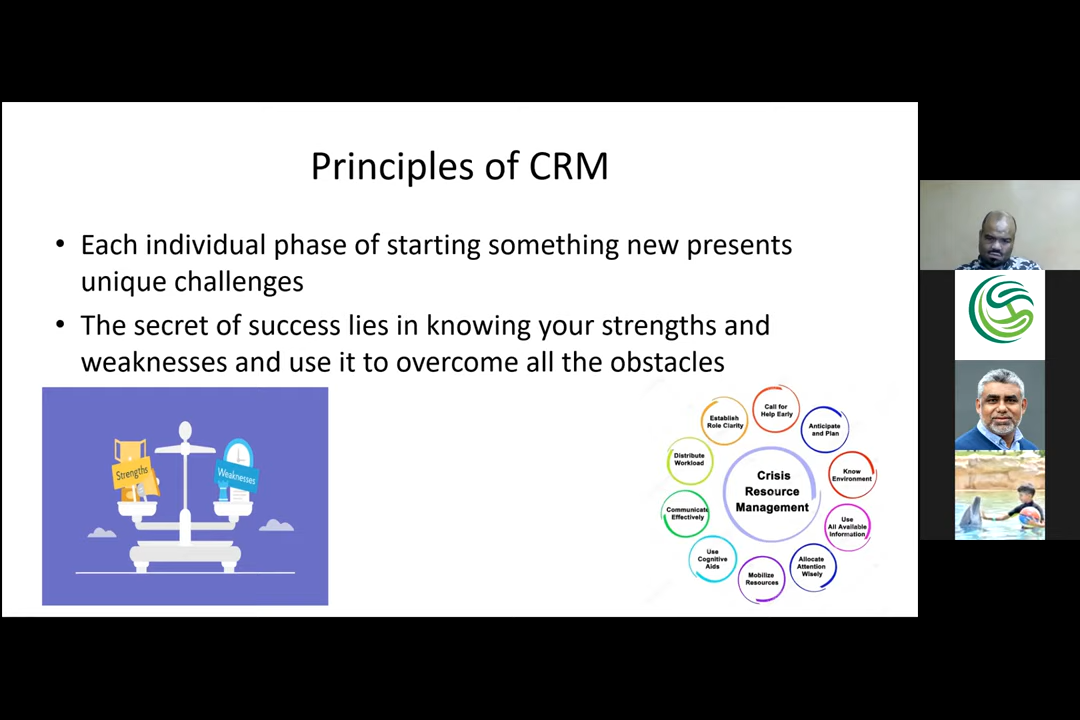 Principles of CRM
• Each individual phase of starting something new presents
unique challenges
• The secret of success lies in knowing your strengths and
weaknesses and use it to overcome all the obstacles
Strengths
Weaknesses
Crisis
Resource
Management
Call for
Help Early
Anticipate
and Plan
Know
Environment
Use
All Available
Information
Allocate
Attention
Wisely
Mobilize
Resources
Use
Cognitive
Aids
Communicate
Effectively
Distribute
Workload
Establish
Role Clarity